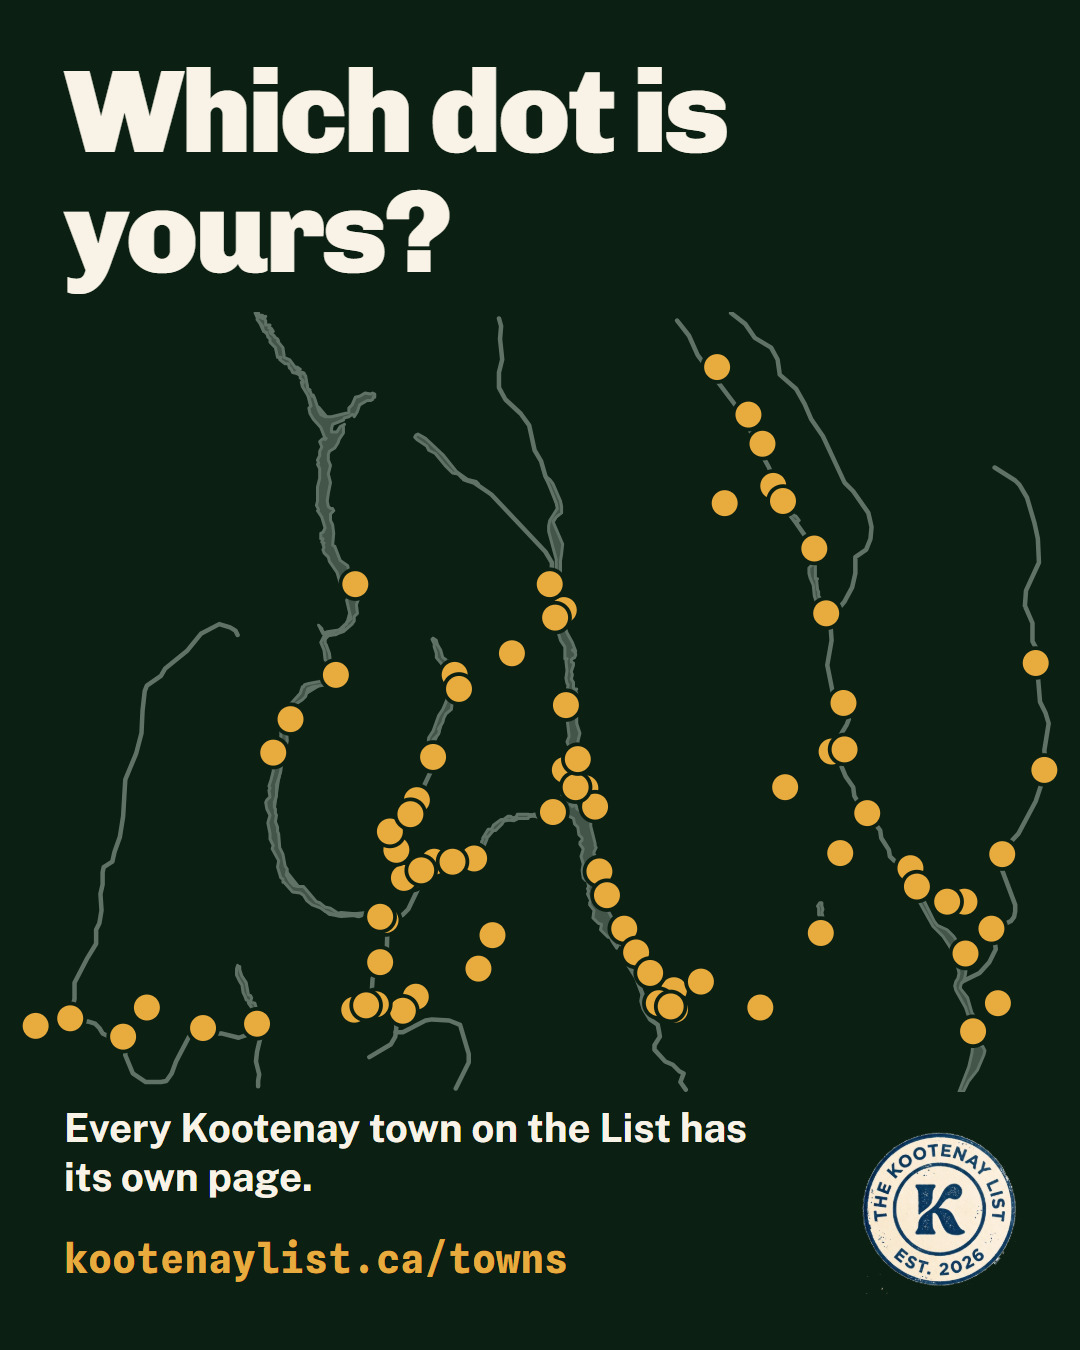 Which dot is
yours?
Every Kootenay town on the List has
its own page.
kootenaylist.ca/towns
THE KOOTENAY LIST
K
EST. 2026